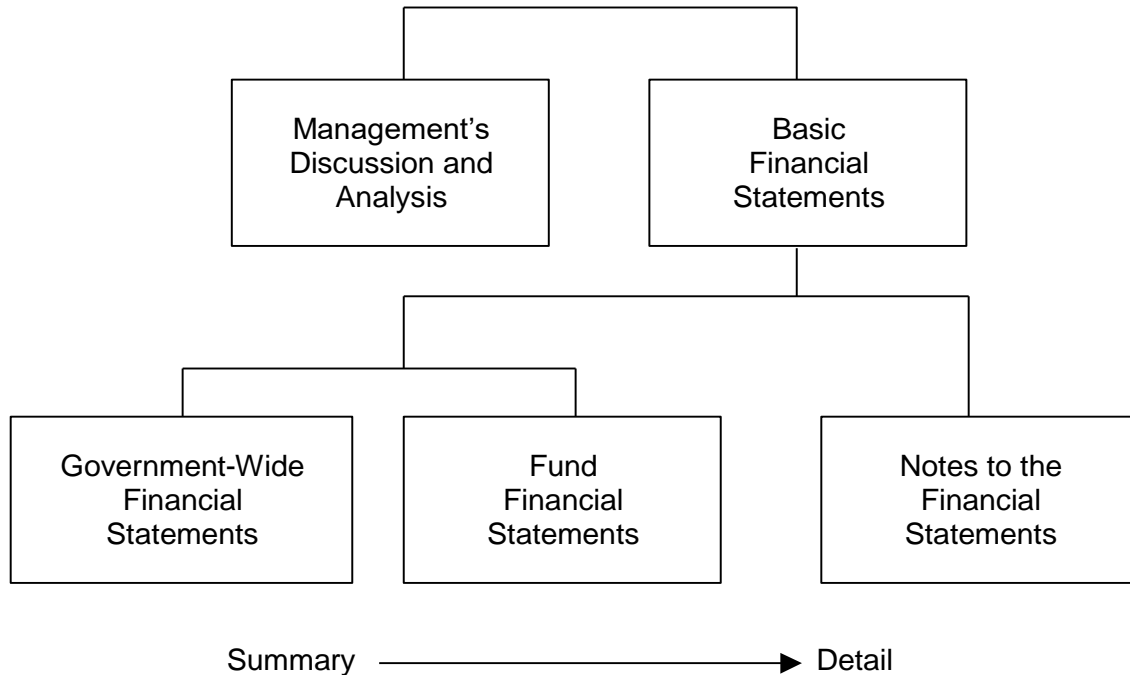 Management’s
Discussion and
Analysis
Basic
Financial
Statements
Government-Wide
Financial
Statements
Fund
Financial
Statements
Notes to the
Financial
Statements
Summary
Detail